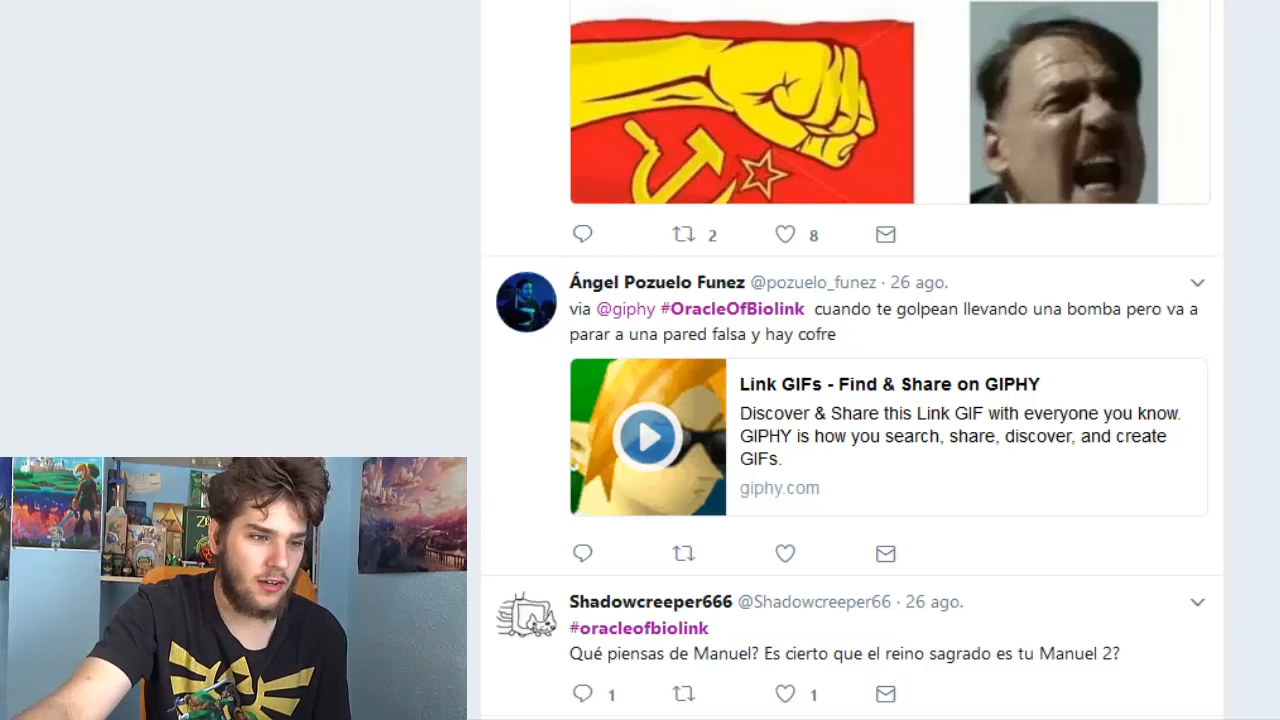 2 8
Ángel Pozuelo Funez @pozuelo_funez · 26 ago.
via @giphy #OracleOfBiolink cuando te golpean llevando una bomba pero va a
parar a una pared falsa y hay cofre
Link GIFs - Find & Share on GIPHY
Discover & Share this Link GIF with everyone you know.
GIPHY is how you search, share, discover, and create
GIFs.
giphy.com
Shadowcreeper666 @Shadowcreeper66 · 26 ago.
#oracleofbiolink
Qué piensas de Manuel? Es cierto que el reino sagrado es tu Manuel 2?
1 1